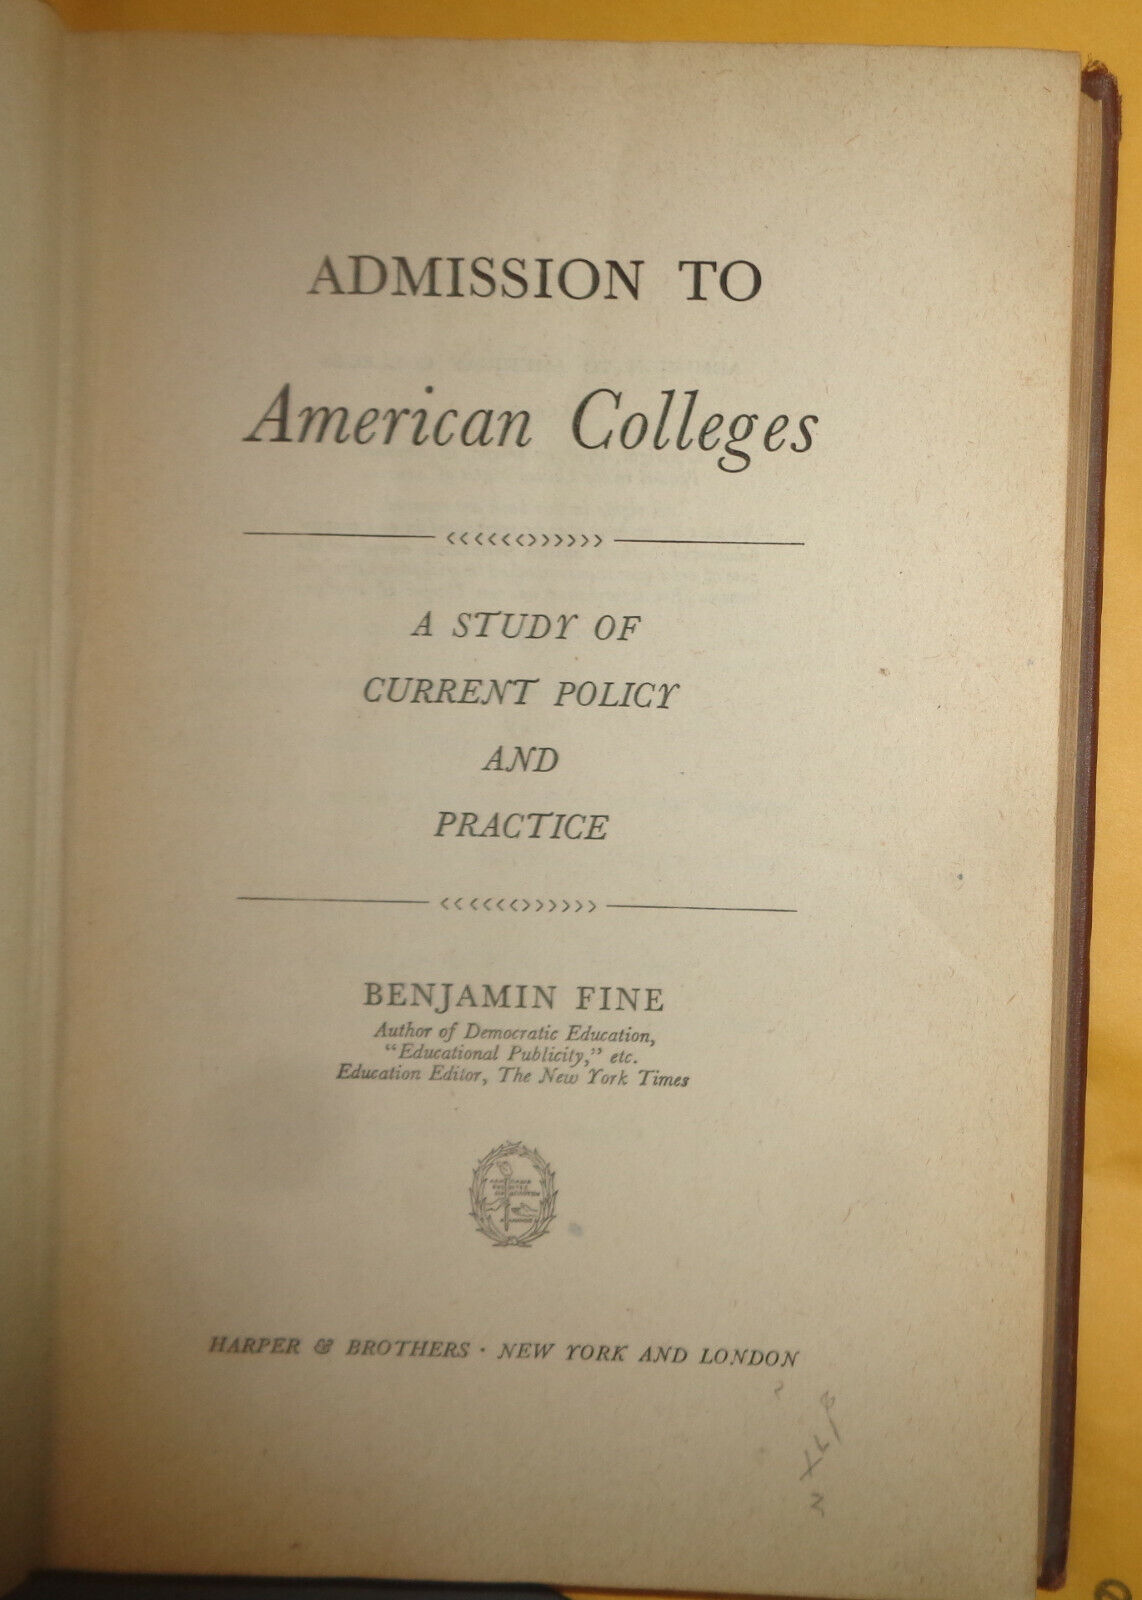 ADMISSION TO
American Colleges
<<<<<<>>>>>>
A STUDY OF
CURRENT POLICY
AND
PRACTICE
<<<<<<>>>>>>
BENJAMIN FINE
Author of Democratic Education,
"Educational Publicity," etc.
Education Editor, The New York Times
HARPER & BROTHERS · NEW YORK AND LONDON